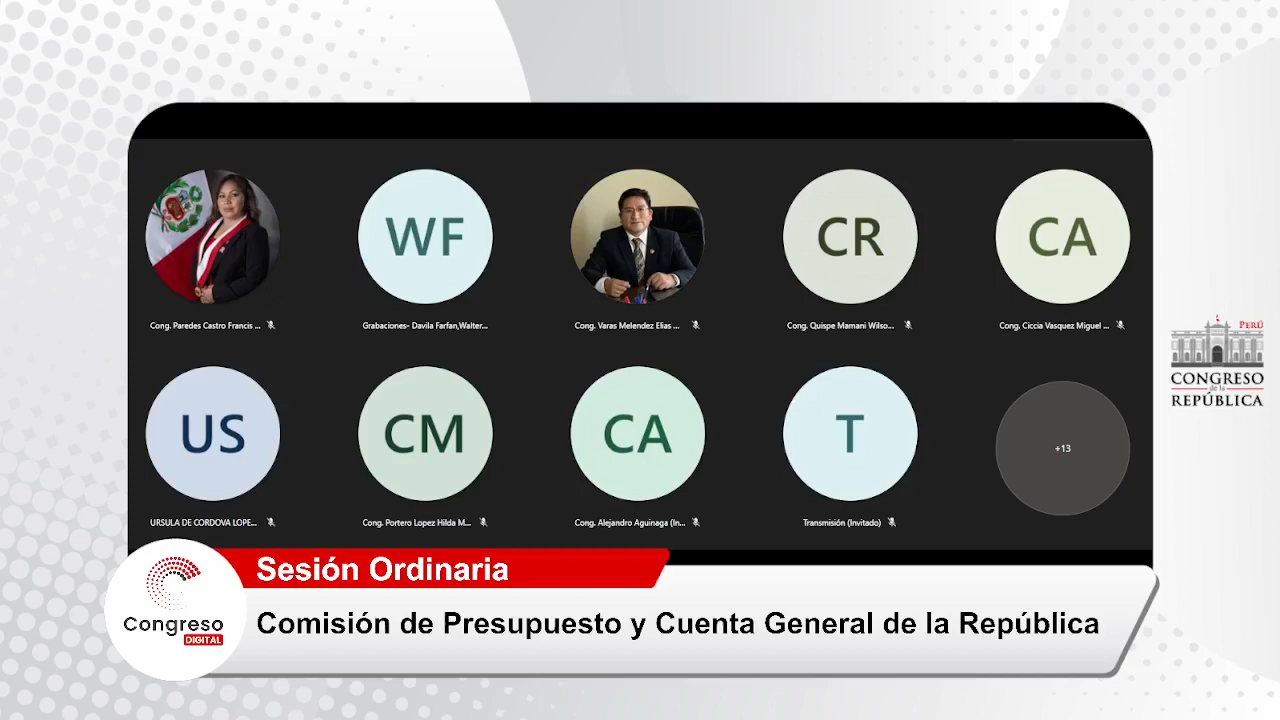 WF
CR
CA
Cong. Paredes Castro Francis ...
Grabaciones- Davila Farfan,Walter...
Cong. Varas Melendez Elias ...
Cong. Quispe Mamani Wilso...
Cong. Ciccia Vasquez Miguel ...
US
CM
CA
T
+13
URSULA DE CORDOVA LOPE...
Cong. Portero Lopez Hilda M...
Cong. Alejandro Aguinaga (In...
Transmisión (Invitado)
PERÚ
CONGRESO
de la
REPÚBLICA
Sesión Ordinaria
Congreso
DIGITAL
Comisión de Presupuesto y Cuenta General de la República